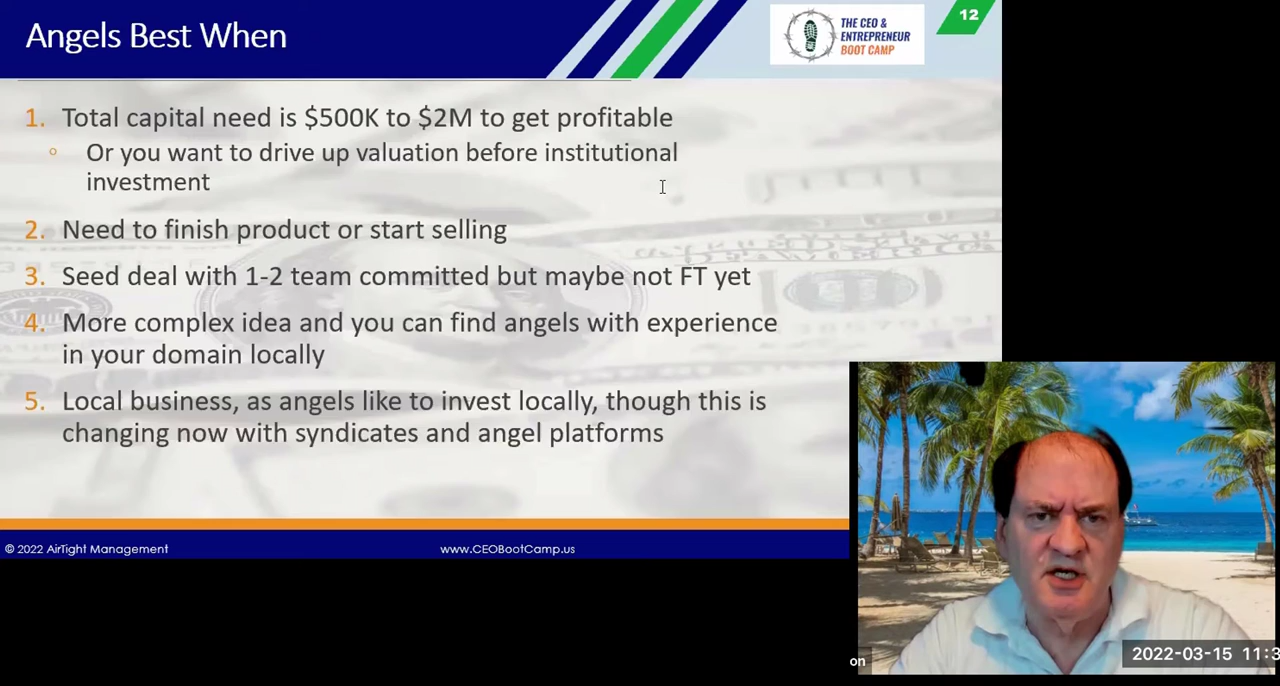 Angels Best When
THE CEO &
ENTREPRENEUR
BOOT CAMP
12
1. Total capital need is $500K to $2M to get profitable
Or you want to drive up valuation before institutional
investment
2. Need to finish product or start selling
3. Seed deal with 1-2 team committed but maybe not FT yet
4. More complex idea and you can find angels with experience
in your domain locally
5. Local business, as angels like to invest locally, though this is
changing now with syndicates and angel platforms
© 2022 AirTight Management
www.CEOBootCamp.us
on
2022-03-15 11:3